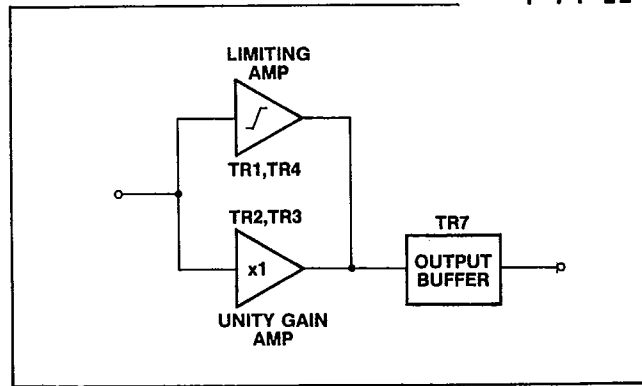 LIMITING
AMP
TR1,TR4
TR2,TR3
x1
UNITY GAIN
AMP
TR7
OUTPUT
BUFFER